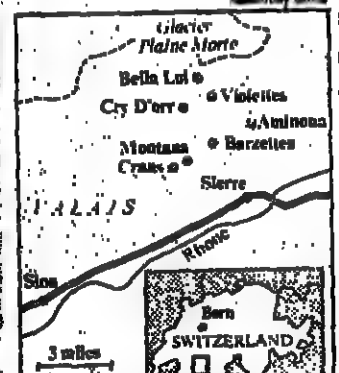 Glacier
Plaine Morte
Bella Lui
Violettes
Cry D'err
Aminona
Montana
Barzettes
Crans
Sierre
VALAIS
Rhone
Sion
Bern
SWITZERLAND
3 miles